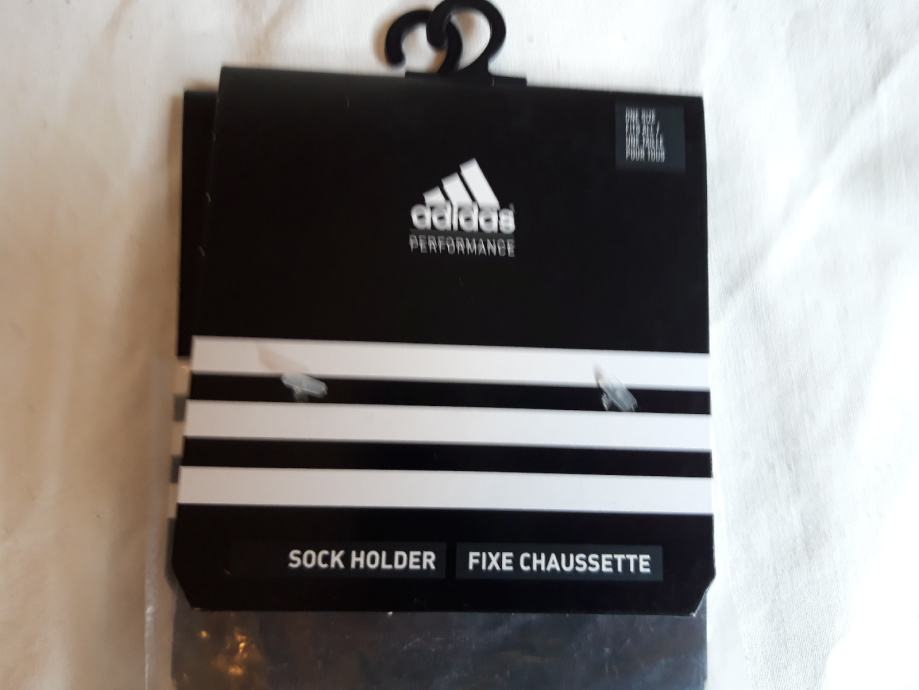 ONE SIZE
FITS ALL /
UNE TAILLE
POUR TOUS
adidas
PERFORMANCE
SOCK HOLDER
FIXE CHAUSSETTE